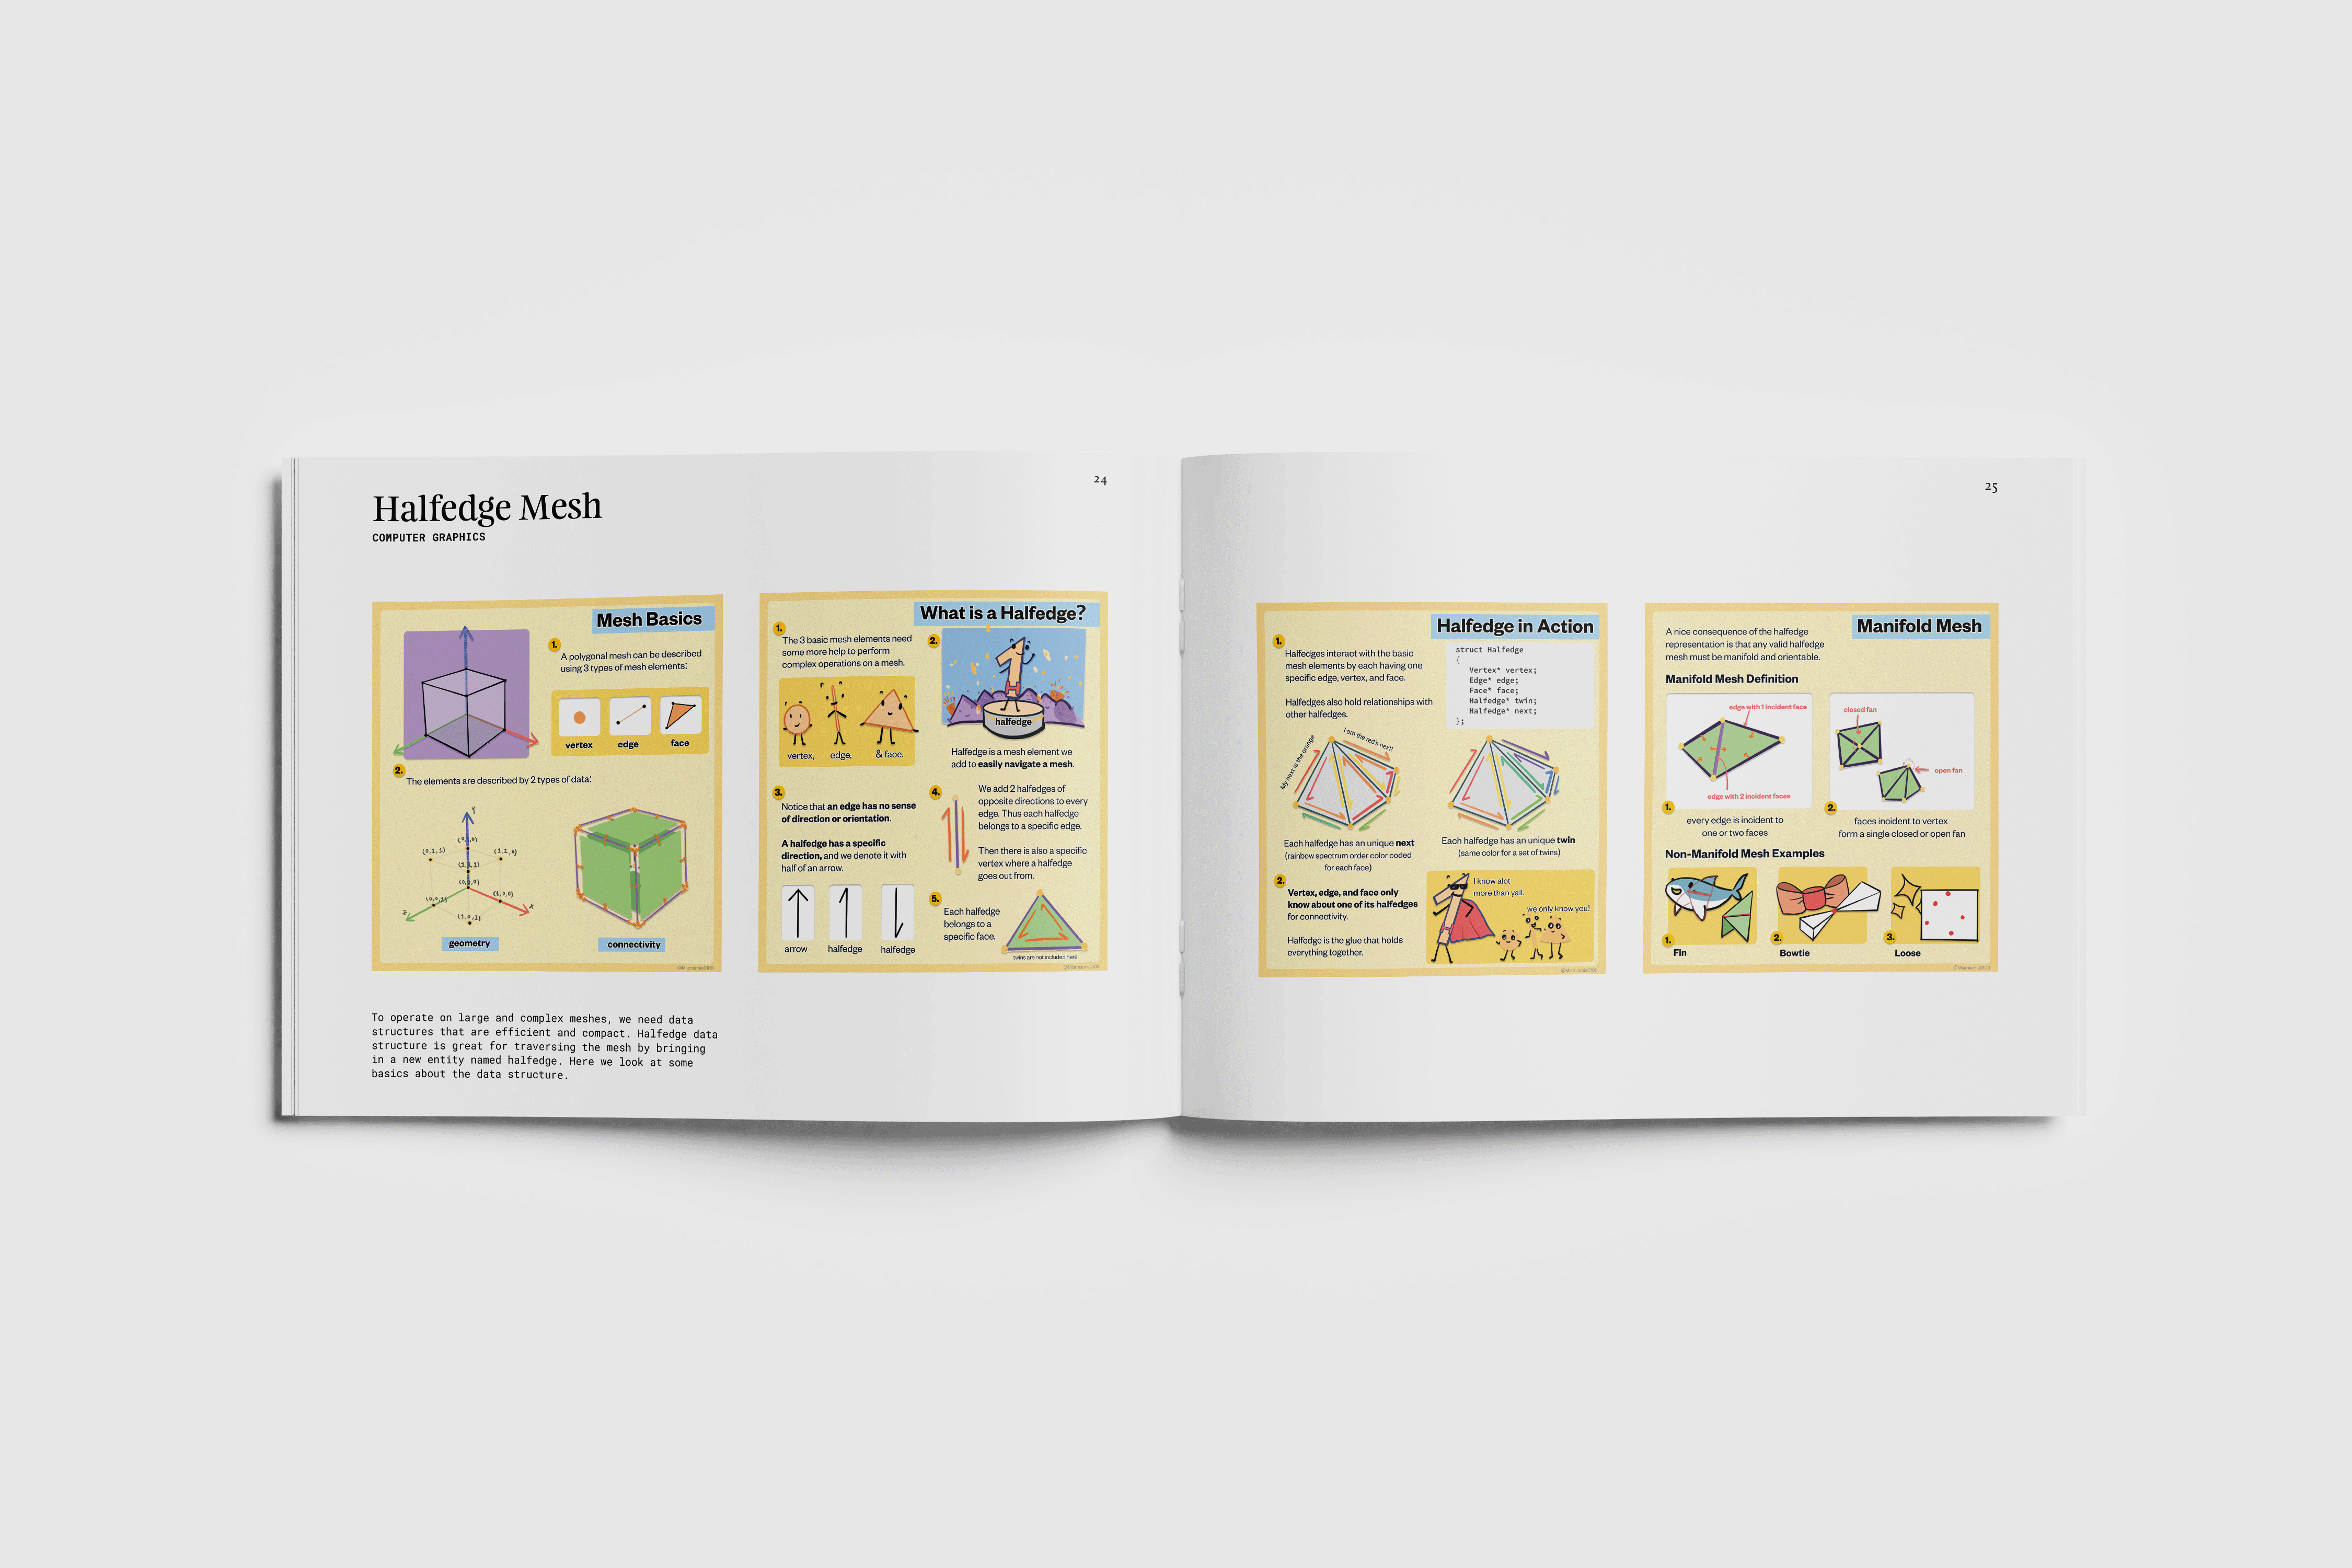 24
Halfedge Mesh
COMPUTER GRAPHICS
Mesh Basics
1.
A polygonal mesh can be described
using 3 types of mesh elements:
vertex
edge
face
2.
The elements are described by 2 types of data:
Y
(0,1,1)
(1,1,0)
(1,1,1)
(0,0,0)
(1,0,0)
(0,0,1)
(1,0,1)
X
geometry
connectivity
What is a Halfedge?
1.
The 3 basic mesh elements need
some more help to perform
complex operations on a mesh.
vertex,
edge,
& face.
2.
halfedge
Halfedge is a mesh element we
add to easily navigate a mesh.
3.
Notice that an edge has no sense
of direction or orientation.
A halfedge has a specific
direction, and we denote it with
half of an arrow.
arrow
halfedge
halfedge
4.
We add 2 halfedges of
opposite directions to every
edge. Thus each halfedge
belongs to a specific edge.
Then there is also a specific
vertex where a halfedge
goes out from.
5.
Each halfedge
belongs to a
specific face.
twins are not included here
To operate on large and complex meshes, we need data
structures that are efficient and compact. Halfedge data
structure is great for traversing the mesh by bringing
in a new entity named halfedge. Here we look at some
basics about the data structure.
25
Halfedge in Action
1.
Halfedges interact with the basic
mesh elements by each having one
specific edge, vertex, and face.
Halfedges also hold relationships with
other halfedges.
struct Halfedge
{
Vertex* vertex;
Edge* edge;
Face* face;
Halfedge* twin;
Halfedge* next;
};
My next is the orange
I am the red's next!
Each halfedge has an unique next
(rainbow spectrum order color coded
for each face)
Each halfedge has an unique twin
(same color for a set of twins)
2.
Vertex, edge, and face only
know about one of its halfedges
for connectivity.
Halfedge is the glue that holds
everything together.
I know alot
more than yall.
we only know you!
Manifold Mesh
A nice consequence of the halfedge
representation is that any valid halfedge
mesh must be manifold and orientable.
Manifold Mesh Definition
edge with 1 incident face
edge with 2 incident faces
1.
every edge is incident to
one or two faces
closed fan
open fan
2.
faces incident to vertex
form a single closed or open fan
Non-Manifold Mesh Examples
1.
Fin
2.
Bowtie
3.
Loose